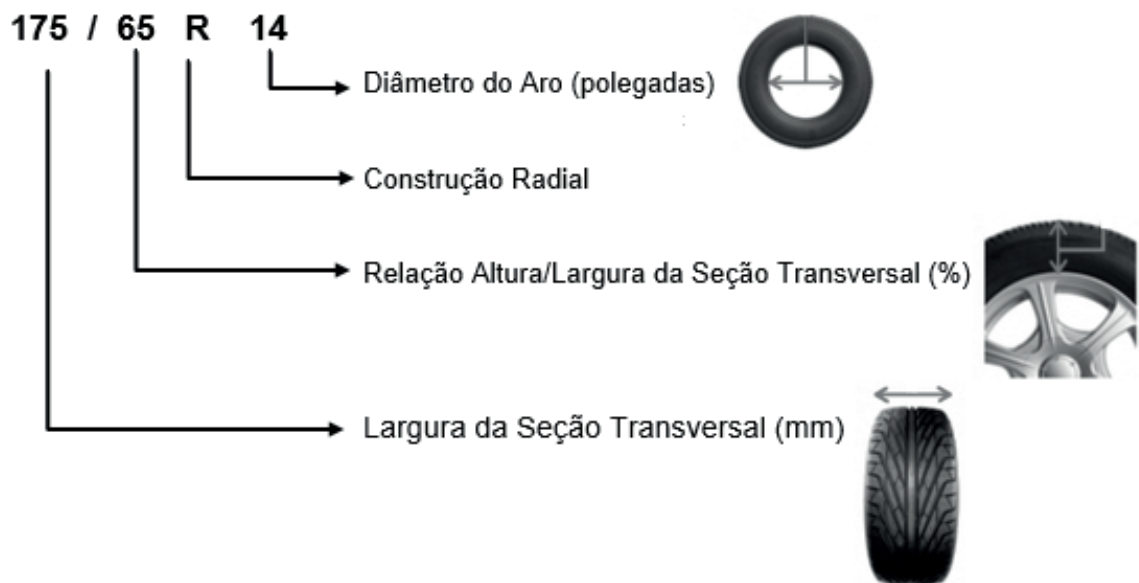 175 / 65 R 14
Diâmetro do Aro (polegadas)
Construção Radial
Relação Altura/Largura da Seção Transversal (%)
Largura da Seção Transversal (mm)